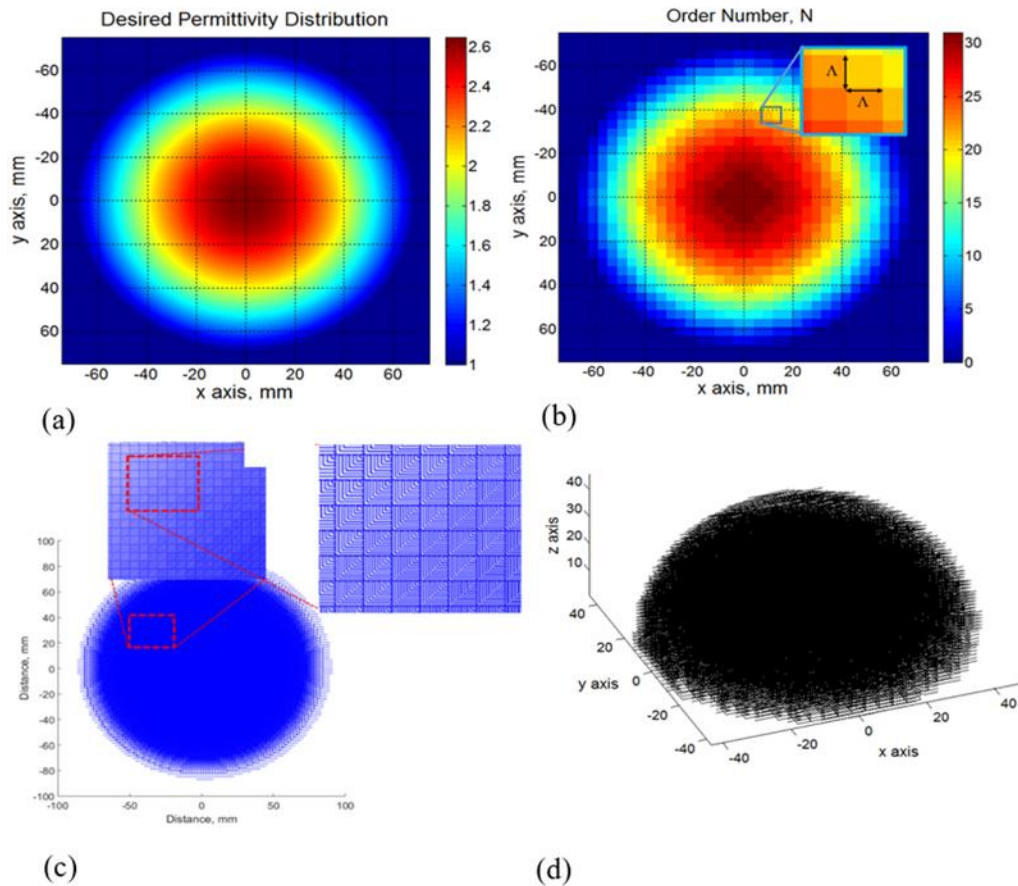 Desired Permittivity Distribution
-60
-40
-20
0
20
40
60
y axis, mm
-60 -40 -20 0 20 40 60
x axis, mm
2.6
2.4
2.2
2
1.8
1.6
1.4
1.2
1
(a)
Order Number, N
-60
-40
-20
0
20
40
60
y axis, mm
-60 -40 -20 0 20 40 60
x axis, mm
Λ
Λ
30
25
20
15
10
5
0
(b)
100
80
60
40
20
0
-20
-40
-60
-80
-100
Distance, mm
-100 -50 0 50 100
Distance, mm
(c)
40
30
20
10
z axis
40
20
0
-20
-40
y axis
-40 -20 0 20 40
x axis
(d)